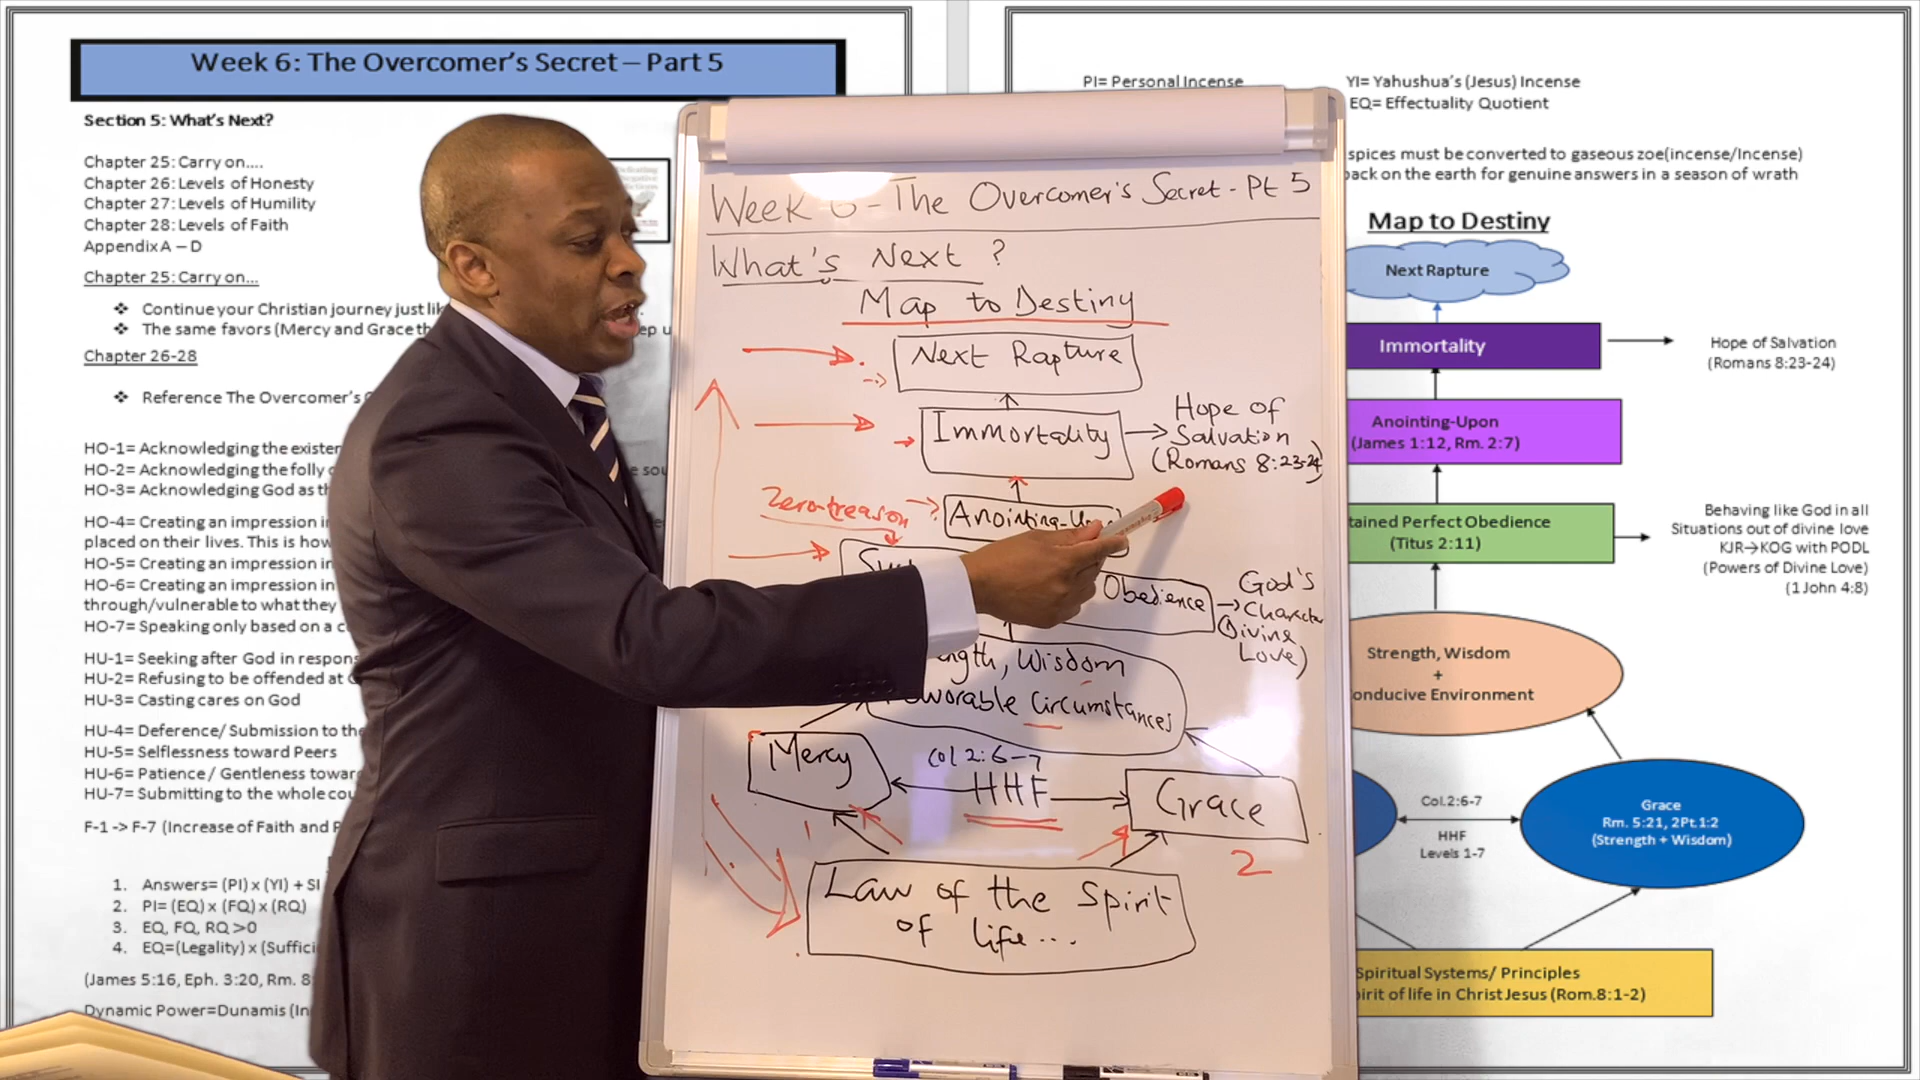 Week 6: The Overcomer's Secret – Part 5
Section 5: What's Next?
Chapter 25: Carry on....
Chapter 26: Levels of Honesty
Chapter 27: Levels of Humility
Chapter 28: Levels of Faith
Appendix A – D
Chapter 25: Carry on...
❖ Continue your Christian journey just
❖ The same favors (Mercy and Grace
Chapter 26-28
❖ Reference The Overcomer's
HO-1= Acknowledging the
HO-2= Acknowledging the folly
HO-3= Acknowledging God as
HO-4= Creating an impression
placed on their lives. This is how
HO-5= Creating an impression
HO-6= Creating an impression
through/vulnerable to what they
HO-7= Speaking only based on a
HU-1= Seeking after God in
HU-2= Refusing to be offended at
HU-3= Casting cares on God
HU-4= Deference/ Submission to the
HU-5= Selflessness toward Peers
HU-6= Patience / Gentleness
HU-7= Submitting to the whole
F-1 -> F-7 (Increase of Faith and
1. Answers= (PI) x (YI) + SI
2. PI= (EQ) x (FQ) x (RQ)
3. EQ, FQ, RQ >0
4. EQ=(Legality) x
(James 5:16, Eph. 3:20, Rm.
Dynamic Power=Dunamis
Week 6 - The Overcomer's Secret - Pt 5
What's Next ?
Map to Destiny
Next Rapture
Immortality
Hope of
Salvation
(Romans 8:23-24)
Zero-treason
Obedience
God's
Character
(Divine
Love)
Wisdom
Circumstances
Mercy
Col 2:6-7
HHF
Grace
1
2
Law of the Spirit
of life...
PI= Personal Incense YI= Yahushua's (Jesus) Incense
EQ= Effectuality Quotient
spices must be converted to gaseous zoe(incense/Incense)
back on the earth for genuine answers in a season of wrath
Map to Destiny
Next Rapture
Immortality
Hope of Salvation
(Romans 8:23-24)
Anointing-Upon
(James 1:12, Rm. 2:7)
Perfect Obedience
(Titus 2:11)
Behaving like God in all
Situations out of divine love
KJR→KOG with PODL
(Powers of Divine Love)
(1 John 4:8)
Strength, Wisdom
+
Environment
Col.2:6-7
HHF
Levels 1-7
Grace
Rm. 5:21, 2Pt.1:2
(Strength + Wisdom)
Spiritual Systems/ Principles
of life in Christ Jesus (Rom.8:1-2)